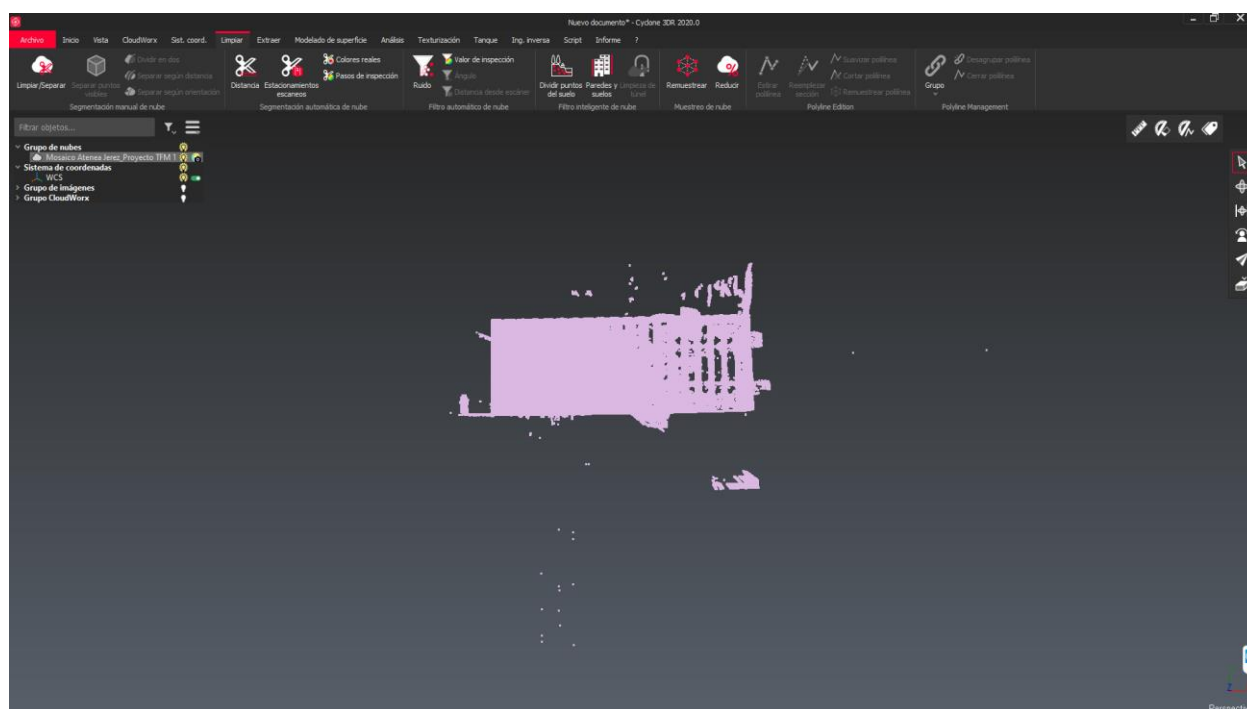 Nuevo documento* - Cyclone 3DR 2020.0
Archivo Inicio Vista CloudWorx Sist. coord. Limpiar Extraer Modelado de superficie Análisis Texturización Tanque Ing. inversa Script Informe ?
Limpiar/Separar
Separar puntos visibles
Dividir en dos
Separar según distancia
Separar según orientación
Segmentación manual de nube
Distancia
Estacionamientos escaneos
Colores reales
Pasos de inspección
Segmentación automática de nube
Ruido
Valor de inspección
Ángulo
Distancia desde escáner
Filtro automático de nube
Dividir puntos del suelo
Paredes y suelos
Limpieza de túnel
Filtro inteligente de nube
Remuestrear
Reducir
Muestreo de nube
Editar polilínea
Reemplazar sección
Suavizar polilínea
Cortar polilínea
Remuestrear polilínea
Polyline Edition
Grupo
Desagrupar polilínea
Cerrar polilínea
Polyline Management
Filtrar objetos...
Grupo de nubes
Mosaico Atenea Jerez_Proyecto TFM 1
Sistema de coordenadas
WCS
Grupo de imágenes
Grupo CloudWorx
Z